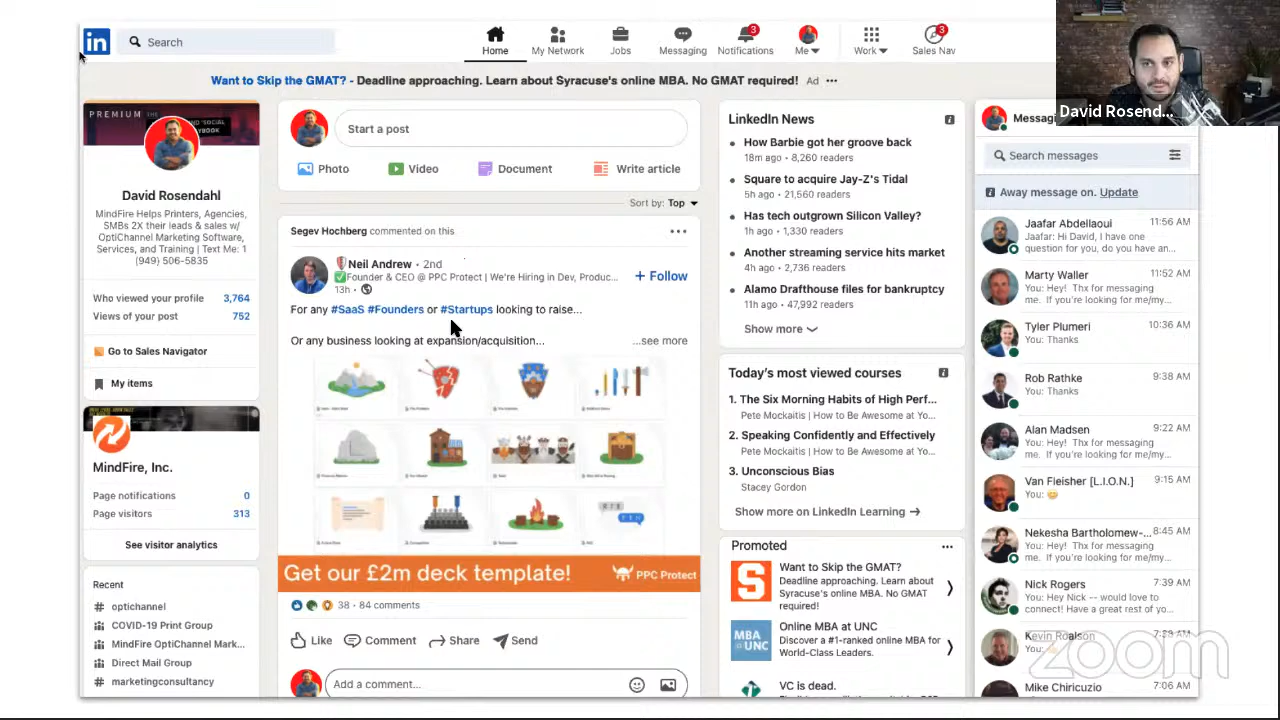 in
Search
Home
My Network
Jobs
Messaging
3
Notifications
Me
Work
3
Sales Nav
David Rosend...
Want to Skip the GMAT? - Deadline approaching. Learn about Syracuse's online MBA. No GMAT required! Ad
PREMIUM
David Rosendahl
MindFire Helps Printers, Agencies,
SMBs 2X their leads & sales w/
OptiChannel Marketing Software,
Services, and Training | Text Me: 1
(949) 506-5835
Who viewed your profile 3,764
Views of your post 752
Go to Sales Navigator
My items
MindFire, Inc.
Page notifications 0
Page visitors 313
See visitor analytics
Recent
# optichannel
COVID-19 Print Group
MindFire OptiChannel Mark...
Direct Mail Group
# marketingconsultancy
Start a post
Photo
Video
Document
Write article
Sort by: Top
Segev Hochberg commented on this
Neil Andrew • 2nd
Founder & CEO @ PPC Protect | We're Hiring in Dev, Produc...
13h •
+ Follow
For any #SaaS #Founders or #Startups looking to raise...
Or any business looking at expansion/acquisition...
...see more
Get our £2m deck template!
PPC Protect
38 · 84 comments
Like
Comment
Share
Send
Add a comment...
LinkedIn News
How Barbie got her groove back
18m ago • 8,260 readers
Square to acquire Jay-Z's Tidal
5h ago • 21,560 readers
Has tech outgrown Silicon Valley?
1h ago • 1,330 readers
Another streaming service hits market
4h ago • 2,736 readers
Alamo Drafthouse files for bankruptcy
11h ago • 47,992 readers
Show more
Today's most viewed courses
1. The Six Morning Habits of High Perf...
Pete Mockaitis | How to Be Awesome at Yo...
2. Speaking Confidently and Effectively
Pete Mockaitis | How to Be Awesome at Yo...
3. Unconscious Bias
Stacey Gordon
Show more on LinkedIn Learning →
Promoted
S
Want to Skip the GMAT?
Deadline approaching. Learn about
Syracuse's online MBA. No GMAT
required!
MBA
UNC
Online MBA at UNC
Discover a #1-ranked online MBA for
World-Class Leaders.
VC is dead.
Messag
Search messages
Away message on. Update
Jaafar Abdellaoui 11:56 AM
Jaafar: Hi David, I have one
question for you, do you have an...
Marty Waller 11:52 AM
You: Hey! Thx for messaging
me. If you're looking for me/my...
Tyler Plumeri 10:36 AM
You: Thanks
Rob Rathke 9:38 AM
You: Thanks
Alan Madsen 9:22 AM
You: Hey! Thx for messaging
me. If you're looking for me/my...
Van Fleisher [L.I.O.N.] 9:15 AM
You:
Nekesha Bartholomew-... 8:45 AM
You: Hey! Thx for messaging
me. If you're looking for me/my...
Nick Rogers 7:39 AM
You: Hey Nick -- would love to
connect! Have a great rest of yo...
Kevin Roalson
You:
Mike Chiricuzio 7:06 AM
zoom